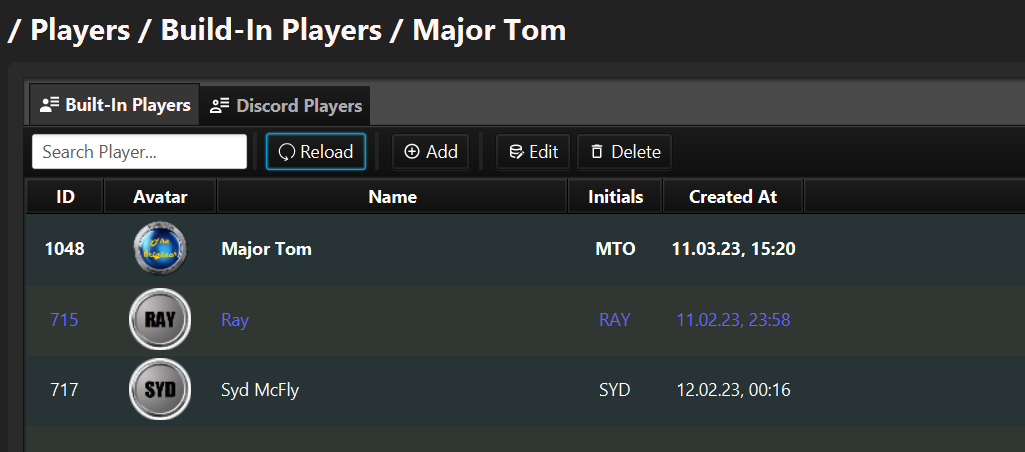 / Players / Build-In Players / Major Tom
Built-In Players Discord Players
Search Player... Reload Add Edit Delete
ID Avatar Name Initials Created At
1048 The Original Major Tom MTO 11.03.23, 15:20
715 RAY Ray RAY 11.02.23, 23:58
717 SYD Syd McFly SYD 12.02.23, 00:16